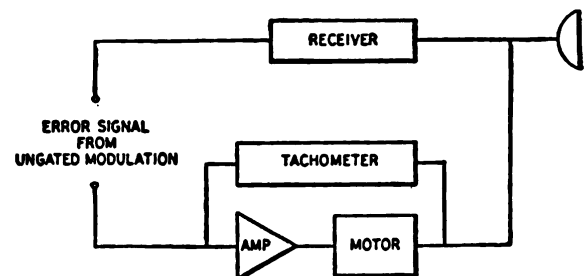 RECEIVER
ERROR SIGNAL
FROM
UNGATED MODULATION
TACHOMETER
AMP
MOTOR